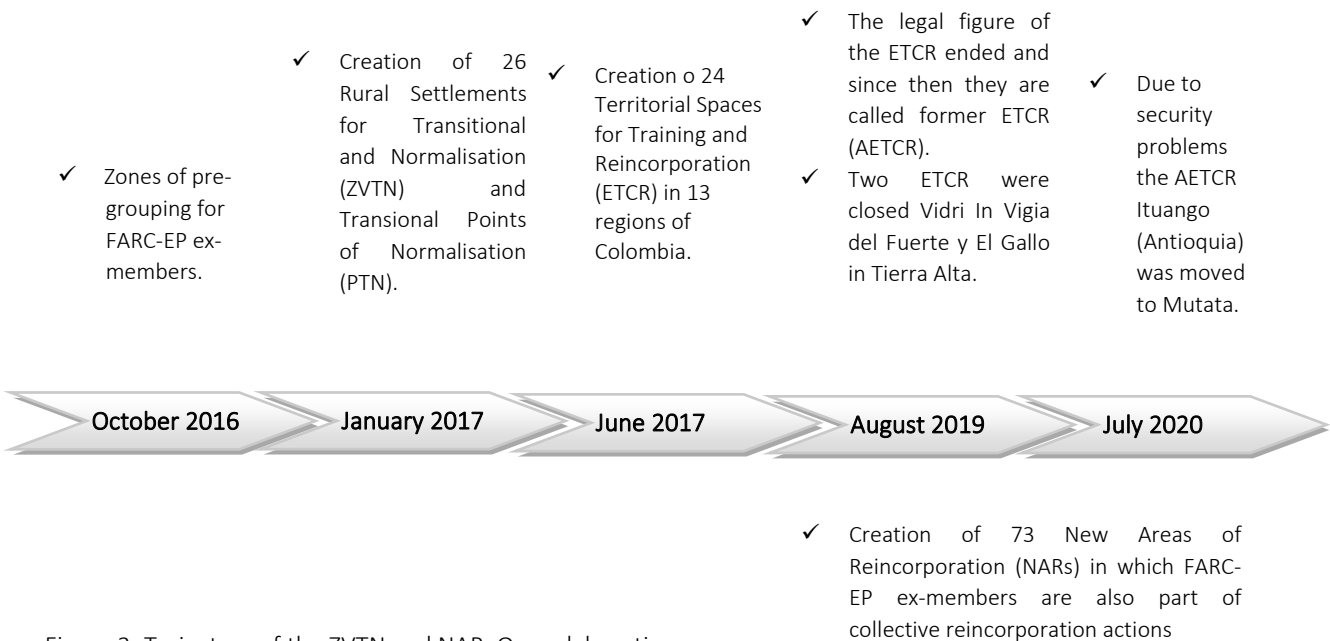 ✓ Zones of pre-
grouping for
FARC-EP ex-
members.
✓ Creation of 26
Rural Settlements
for Transitional
and Normalisation
(ZVTN) and
Transional Points
of Normalisation
(PTN).
✓ Creation o 24
Territorial Spaces
for Training and
Reincorporation
(ETCR) in 13
regions of
Colombia.
✓ The legal figure of
the ETCR ended and
since then they are
called former ETCR
(AETCR).
✓ Two ETCR were
closed Vidri In Vigia
del Fuerte y El Gallo
in Tierra Alta.
✓ Due to
security
problems
the AETCR
Ituango
(Antioquia)
was moved
to Mutata.
October 2016
January 2017
June 2017
August 2019
July 2020
✓ Creation of 73 New Areas of
Reincorporation (NARs) in which FARC-
EP ex-members are also part of
collective reincorporation actions